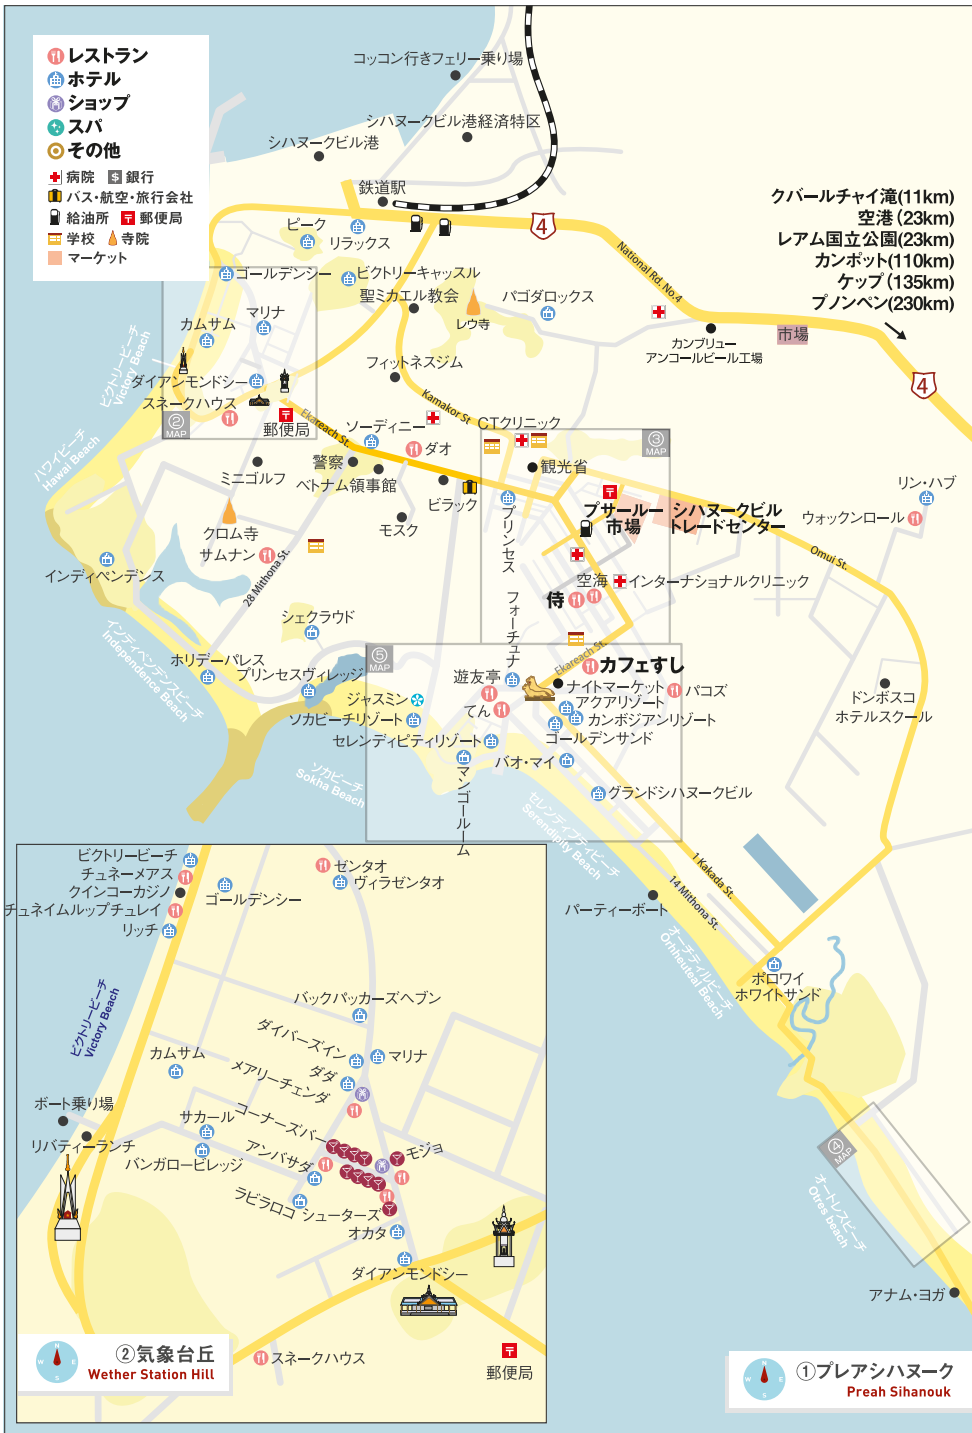 レストラン
ホテル
ショップ
スパ
その他
病院
銀行
バス・航空・旅行会社
給油所
郵便局
学校
寺院
マーケット
コッコン行きフェリー乗り場
シハヌークビル港経済特区
シハヌークビル港
鉄道駅
4
クバールチャイ滝(11km)
空港(23km)
レアム国立公園(23km)
カンポット(110km)
ケップ(135km)
プノンペン(230km)
ピーク
リラックス
National Rd. No.4
ゴールデンシー
ビクトリーキャッスル
聖ミカエル教会
レウ寺
パゴダロックス
マリナ
カムサム
カンブリュー
アンコールビール工場
市場
4
ビクトリービーチ
Victory Beach
ダイアンモンドシー
スネークハウス
②
MAP
郵便局
フィットネスジム
Kamakor St.
Ekareach St.
ソーディニー
ダオ
CTクリニック
③
MAP
ハワイビーチ
Hawai Beach
ミニゴルフ
警察
ベトナム領事館
ビラック
観光省
プリンセス
プサールー
市場
シハヌークビル
トレードセンター
リン・ハブ
ウォックンロール
クロム寺
サムナン
モスク
28 Mithona St.
Omui St.
インディペンデンス
空海
インターナショナルクリニック
侍
フォーチュナ
シェクラウド
インディペンデンスビーチ
Independence Beach
ホリデーパレス
プリンセスヴィレッジ
⑤
MAP
Ekareach St.
カフェすし
遊友亭
ナイトマーケット
パコズ
ジャスミン
てん
アクアリゾート
ソカビーチリゾート
カンボジアンリゾート
セレンディピティリゾート
ゴールデンサンド
ドンボスコ
ホテルスクール
バオ・マイ
マンゴールーム
ソカビーチ
Sokha Beach
グランドシハヌークビル
セレンディプティビーチ
Serendipity Beach
1 Kakada St.
14 Mithona St.
パーティーボート
オーチティルビーチ
Orhheuteal Beach
ポロワイ
ホワイトサンド
④
MAP
オートレスビーチ
Otres beach
アナム・ヨガ
ビクトリービーチ
チュネーメアス
クインコーカジノ
チュネイムルップチュレイ
リッチ
ゴールデンシー
ゼンタオ
ヴィラゼンタオ
ビクトリービーチ
Victory Beach
バックパッカーズヘブン
ダイバーズイン
マリナ
カムサム
ダダ
メアリーチェンダ
ボート乗り場
リバティーランチ
サカール
コーナーズバー
モジョ
バンガロービレッジ
アンバサダ
ラビラロコ
シューターズ
オカタ
ダイアンモンドシー
スネークハウス
郵便局
N
W
E
S
②気象台丘
Wether Station Hill
N
W
E
S
①プレアシハヌーク
Preah Sihanouk